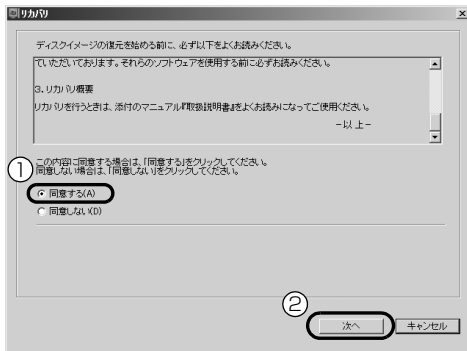 リカバリ
ディスクイメージの復元を始める前に、必ず以下をよくお読みください。
ていただいております。それらのソフトウェアを使用する前に必ずお読みください。
3. リカバリ概要
リカバリを行うときは、添付のマニュアル『取扱説明書』をよくお読みになってご使用ください。
－以 上－
この内容に同意する場合は、「同意する」をクリックしてください。
同意しない場合は、「同意しない」をクリックしてください。
①
同意する(A)
同意しない(D)
②
次へ
キャンセル